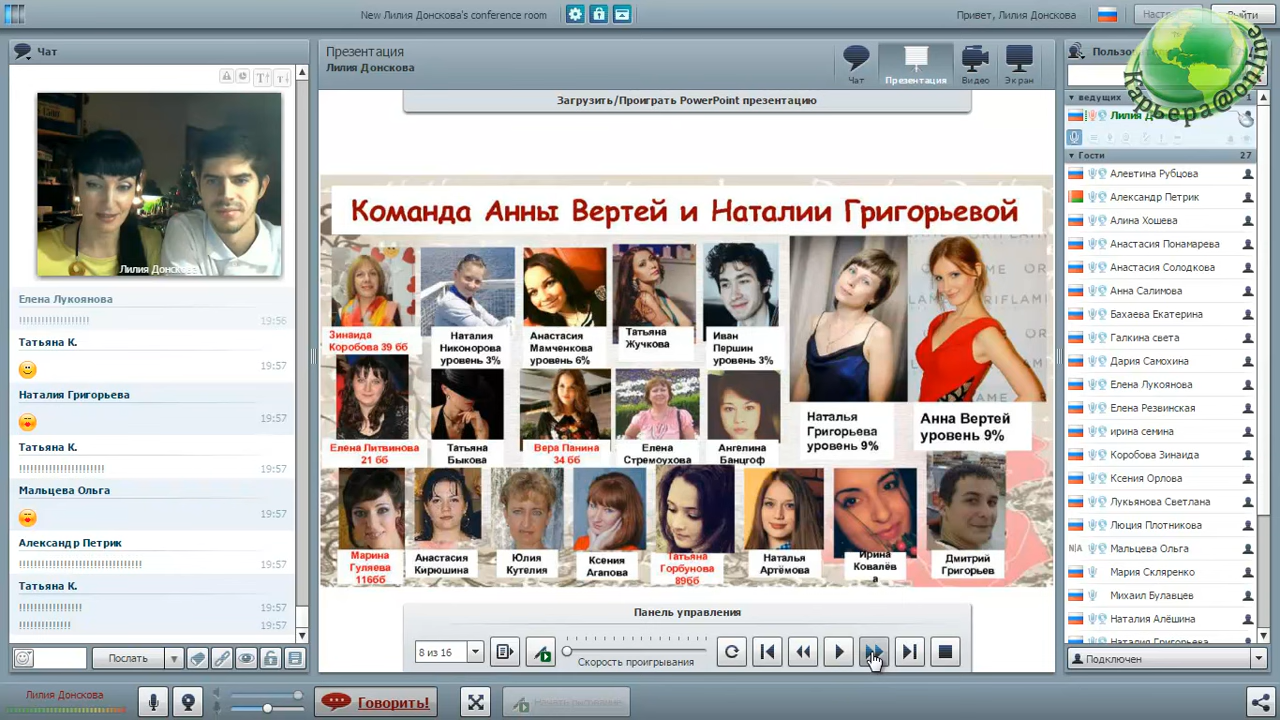 New Лилия Донскова's conference room
Привет, Лилия Донскова
Выйти
карьера@online
Чат
Лилия Донскова
Елена Лукоянова
!!!!!!!!!!!!!!!!!! 19:56
Татьяна К.
19:57
Наталия Григорьева
19:57
Татьяна К.
!!!!!!!!!!!!!!!!!!!!!! 19:57
Мальцева Ольга
19:57
Александр Петрик
!!!!!!!!!!!!!!!!!!!!!!!!!!!!!!!! 19:57
Татьяна К.
!!!!!!!!!!!!!!!! 19:57
!!!!!!!!!!!!! 19:57
Послать
Презентация
Лилия Донскова
Чат
Презентация
Видео
Экран
Загрузить/Проиграть PowerPoint презентацию
Команда Анны Вертей и Наталии Григорьевой
Зинаида
Коробова 39 бб
Наталия
Никонорова
уровень 3%
Анастасия
Мамченкова
уровень 6%
Татьяна
Жучкова
Иван
Першин
уровень 3%
Наталья
Григорьева
уровень 9%
Анна Вертей
уровень 9%
ORIFLAME
Елена Литвинова
21 бб
Татьяна
Быкова
Вера Панина
34 бб
Елена
Стремоухова
Ангелина
Банцгоф
Марина
Гуляева
116бб
Анастасия
Кирюшина
Юлия
Кутелия
Ксения
Агапова
Татьяна
Горбунова
89бб
Наталья
Артёмова
Ирина
Ковалёв
а
Дмитрий
Григорьев
Панель управления
8 из 16
Скорость проигрывания
ведущих 1
Гости 27
Алевтина Рубцова
Александр Петрик
Алина Хошева
Анастасия Понамарева
Анастасия Солодкова
Анна Салимова
Бахаева Екатерина
Галкина света
Дария Самохина
Елена Лукоянова
Елена Резвинская
ирина семина
Коробова Зинаида
Ксения Орлова
Лукьянова Светлана
Люция Плотникова
N/A Мальцева Ольга
Мария Скляренко
Михаил Булавцев
Наталия Алёшина
Наталия Григорьева
Подключен
Лилия Донскова
Говорить!